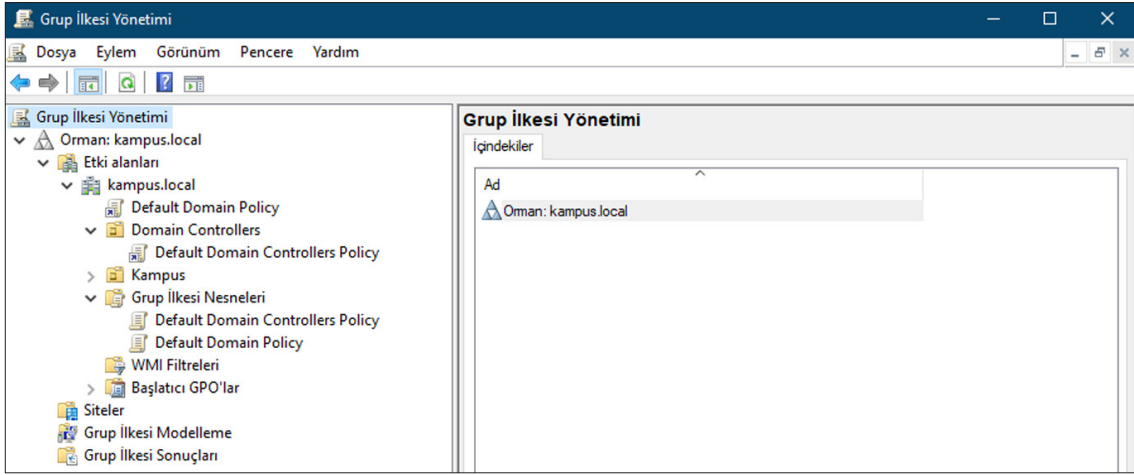 Grup İlkesi Yönetimi
Dosya Eylem Görünüm Pencere Yardım
Grup İlkesi Yönetimi
Orman: kampus.local
Etki alanları
kampus.local
Default Domain Policy
Domain Controllers
Default Domain Controllers Policy
Kampus
Grup İlkesi Nesneleri
Default Domain Controllers Policy
Default Domain Policy
WMI Filtreleri
Başlatıcı GPO'lar
Siteler
Grup İlkesi Modelleme
Grup İlkesi Sonuçları
Grup İlkesi Yönetimi
İçindekiler
Ad
Orman: kampus.local